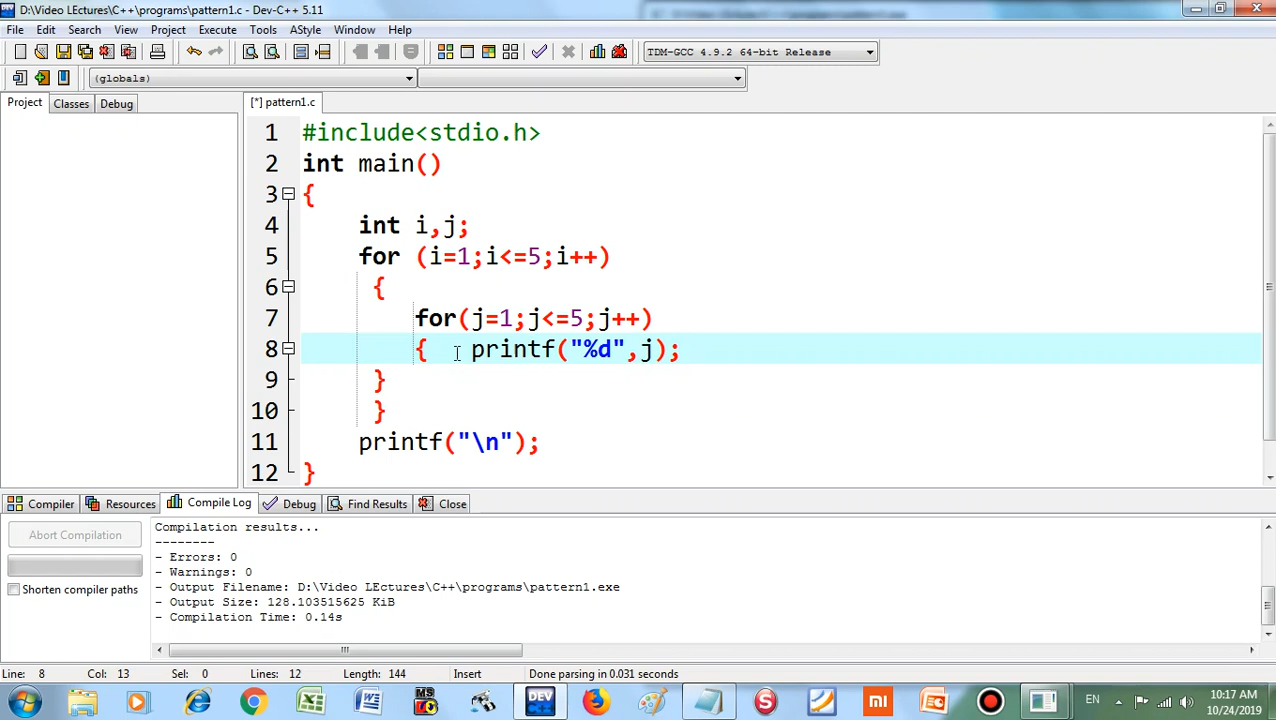 D:\Video LEctures\C++\programs\pattern1.c - Dev-C++ 5.11
File Edit Search View Project Execute Tools AStyle Window Help
TDM-GCC 4.9.2 64-bit Release
(globals)
Project Classes Debug
[*] pattern1.c
1 #include<stdio.h>
2 int main()
3 {
4 int i,j;
5 for (i=1;i<=5;i++)
6 {
7 for(j=1;j<=5;j++)
8 { printf("%d",j);
9 }
10 }
11 printf("\n");
12 }
Compiler Resources Compile Log Debug Find Results Close
Abort Compilation
Shorten compiler paths
Compilation results...
--------
- Errors: 0
- Warnings: 0
- Output Filename: D:\Video LEctures\C++\programs\pattern1.exe
- Output Size: 128.103515625 KiB
- Compilation Time: 0.14s
Line: 8 Col: 13 Sel: 0 Lines: 12 Length: 144 Insert Done parsing in 0.031 seconds
MS
DEV
S
mi
EN
10:17 AM
10/24/2019